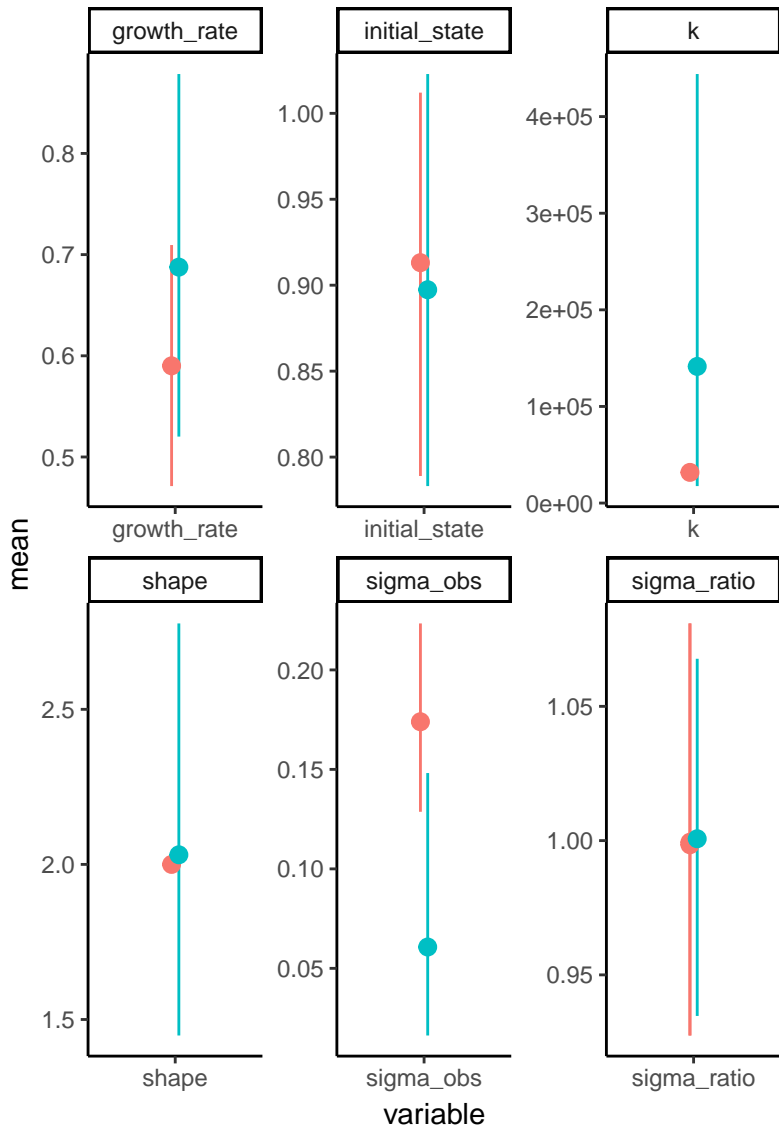 growth_rate
initial_state
k
0.8
0.7
0.6
0.5
1.00
0.95
0.90
0.85
0.80
4e+05
3e+05
2e+05
1e+05
0e+00
growth_rate
initial_state
k
mean
shape
sigma_obs
sigma_ratio
2.5
2.0
1.5
0.20
0.15
0.10
0.05
1.05
1.00
0.95
shape
sigma_obs
sigma_ratio
variable